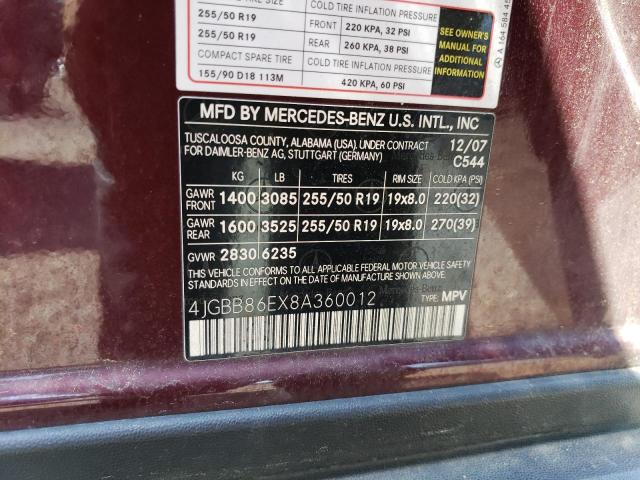 COLD TIRE INFLATION PRESSURE
255/50 R19 FRONT 220 KPA, 32 PSI
255/50 R19 REAR 260 KPA, 38 PSI
COMPACT SPARE TIRE COLD TIRE INFLATION PRESSURE
155/90 D18 113M 420 KPA, 60 PSI
SEE OWNER'S
MANUAL FOR
ADDITIONAL
INFORMATION
A 164 584
MFD BY MERCEDES-BENZ U.S. INTL., INC
TUSCALOOSA COUNTY, ALABAMA (USA). UNDER CONTRACT 12/07
FOR DAIMLER-BENZ AG, STUTTGART (GERMANY) C544
KG LB TIRES RIM SIZE COLD KPA (PSI)
GAWR
FRONT 1400 3085 255/50 R19 19x8.0 220(32)
GAWR
REAR 1600 3525 255/50 R19 19x8.0 270(39)
GVWR 2830 6235
THIS VEHICLE CONFORMS TO ALL APPLICABLE FEDERAL MOTOR VEHICLE
SAFETY STANDARDS IN EFFECT ON THE DATE OF MANUFACTURE SHOWN ABOVE.
4JGBB86EX8A360012 TYPE: MPV